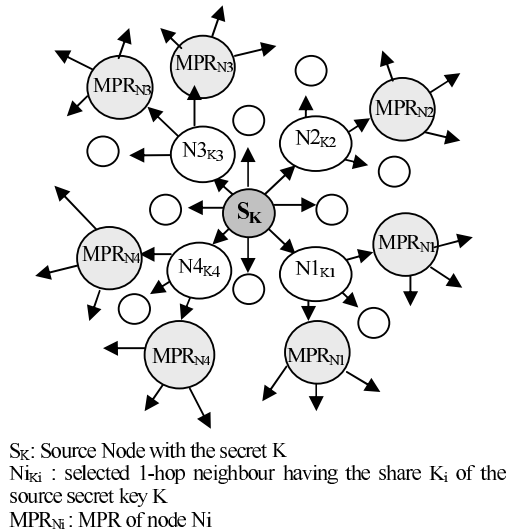 MPRN3
MPRN3
MPRN2
N3K3
N2K2
SK
MPRN4
N4K4
N1K1
MPRN1
MPRN4
MPRN1
SK: Source Node with the secret K
NiKi : selected 1-hop neighbour having the share Ki of the
source secret key K
MPRNi : MPR of node Ni